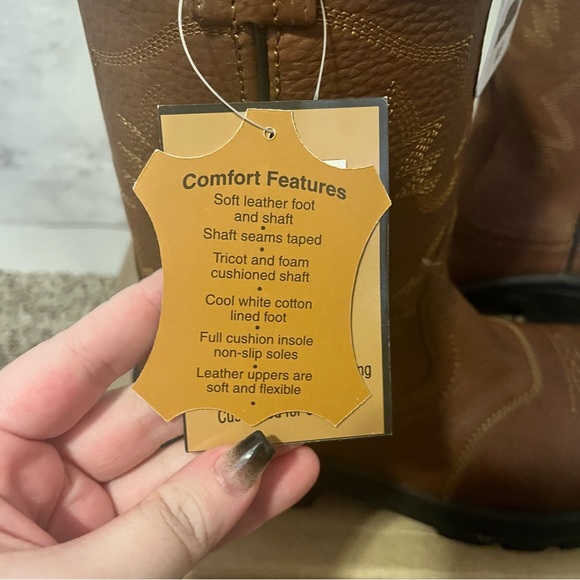 Comfort Features
Soft leather foot
and shaft
•
Shaft seams taped
•
Tricot and foam
cushioned shaft
•
Cool white cotton
lined foot
•
Full cushion insole
non-slip soles
•
Leather uppers are
soft and flexible
•